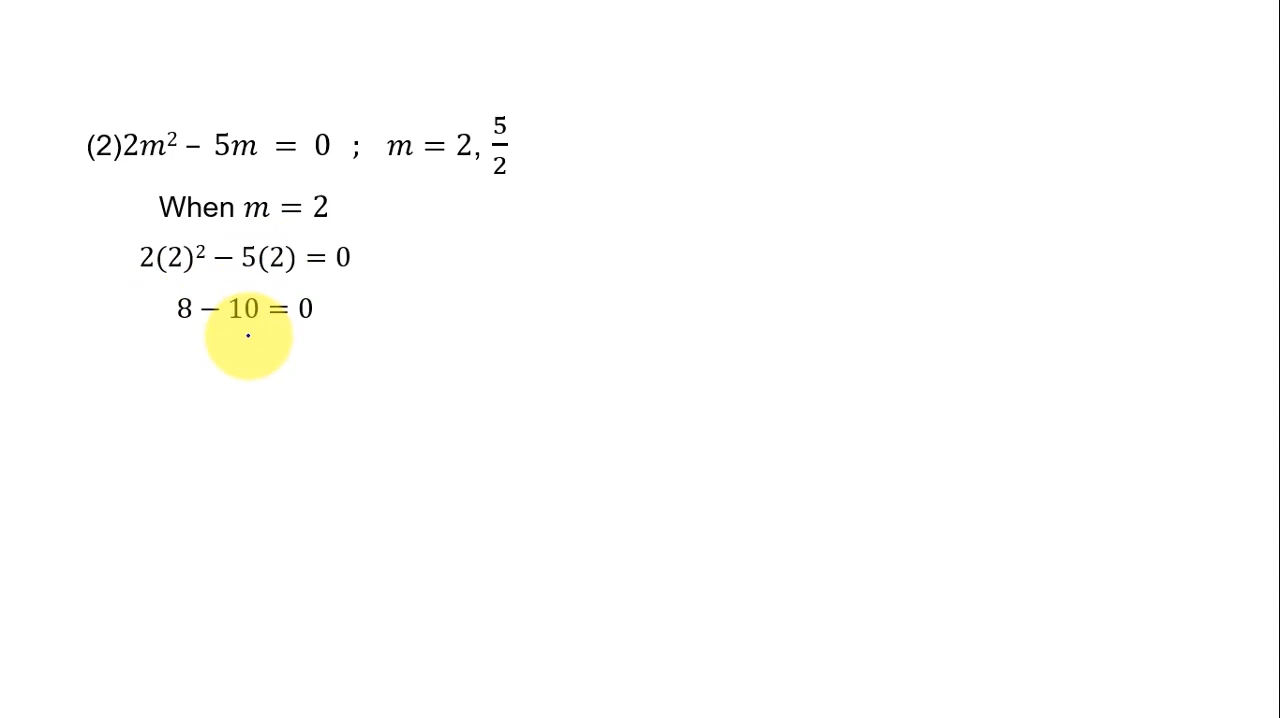 (2)2m² – 5m = 0 ; m = 2, 5/2
When m = 2
2(2)² − 5(2) = 0
8 − 10 = 0